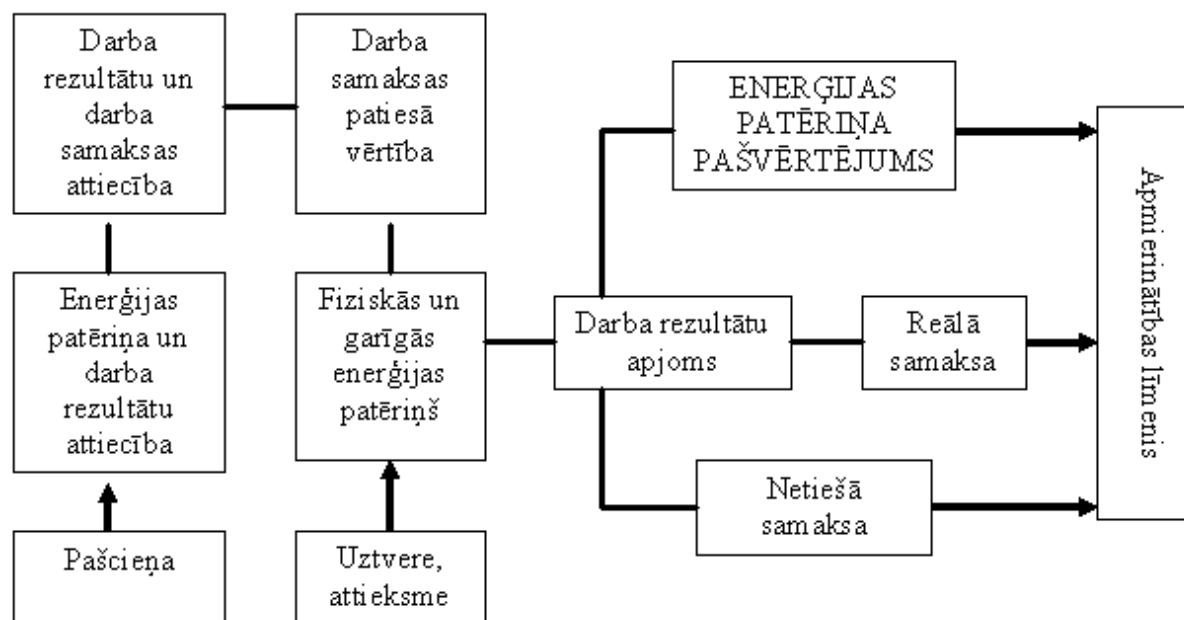 Darba
rezultātu un
darba
samaksas
attiecība
Darba
samaksas
patiesā
vērtība
ENERĢIJAS
PATĒRIŅA
PAŠVĒRTĒJUMS
Enerģijas
patēriņa un
darba
rezultātu
attiecība
Fiziskās un
garīgās
enerģijas
patēriņš
Darba rezultātu
apjoms
Reālā
samaksa
Netiešā
samaksa
Apmierinātības līmenis
Pašcieņa
Uztvere,
attieksme